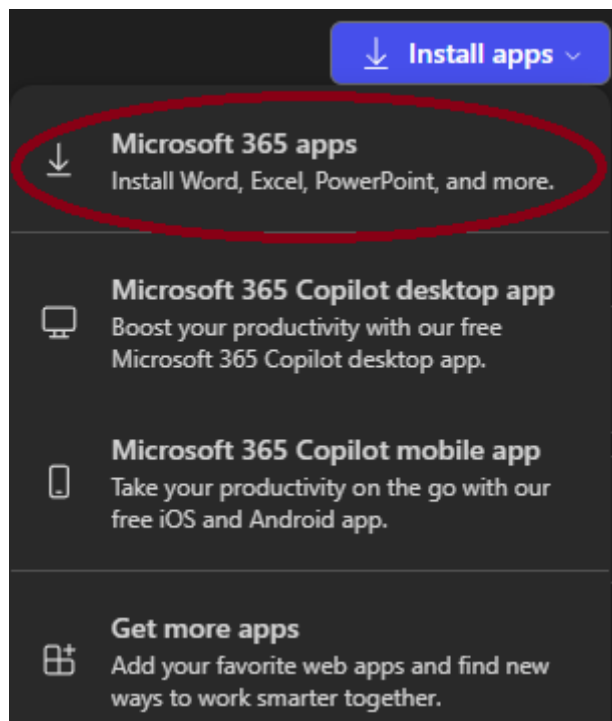 Install apps
Microsoft 365 apps
Install Word, Excel, PowerPoint, and more.
Microsoft 365 Copilot desktop app
Boost your productivity with our free
Microsoft 365 Copilot desktop app.
Microsoft 365 Copilot mobile app
Take your productivity on the go with our
free iOS and Android app.
Get more apps
Add your favorite web apps and find new
ways to work smarter together.